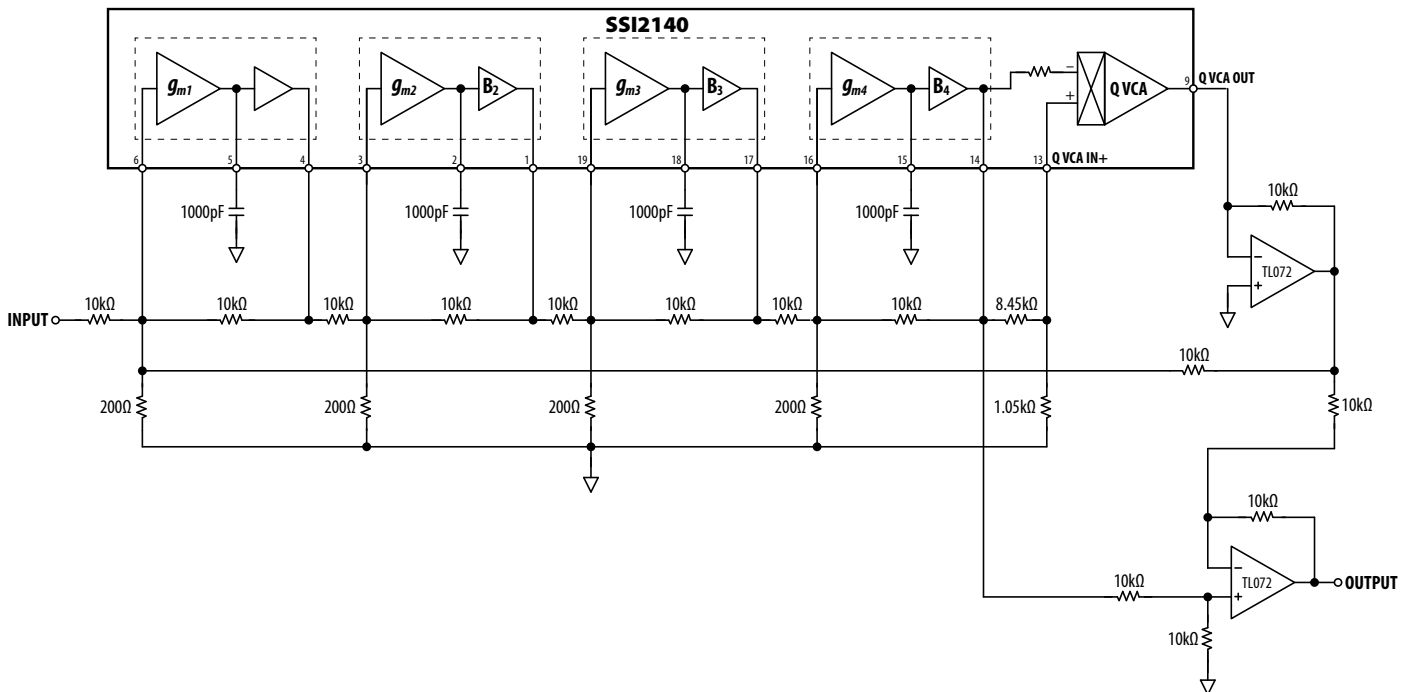 SSI2140
gm1
gm2
B2
gm3
B3
gm4
B4
−
+
Q VCA
9
Q VCA OUT
6
5
4
3
2
1
19
18
17
16
15
14
13
Q VCA IN+
1000pF
1000pF
1000pF
1000pF
10kΩ
−
+
TL072
INPUT
10kΩ
10kΩ
10kΩ
10kΩ
10kΩ
10kΩ
10kΩ
10kΩ
8.45kΩ
10kΩ
200Ω
200Ω
200Ω
200Ω
1.05kΩ
10kΩ
10kΩ
−
+
TL072
OUTPUT
10kΩ
10kΩ